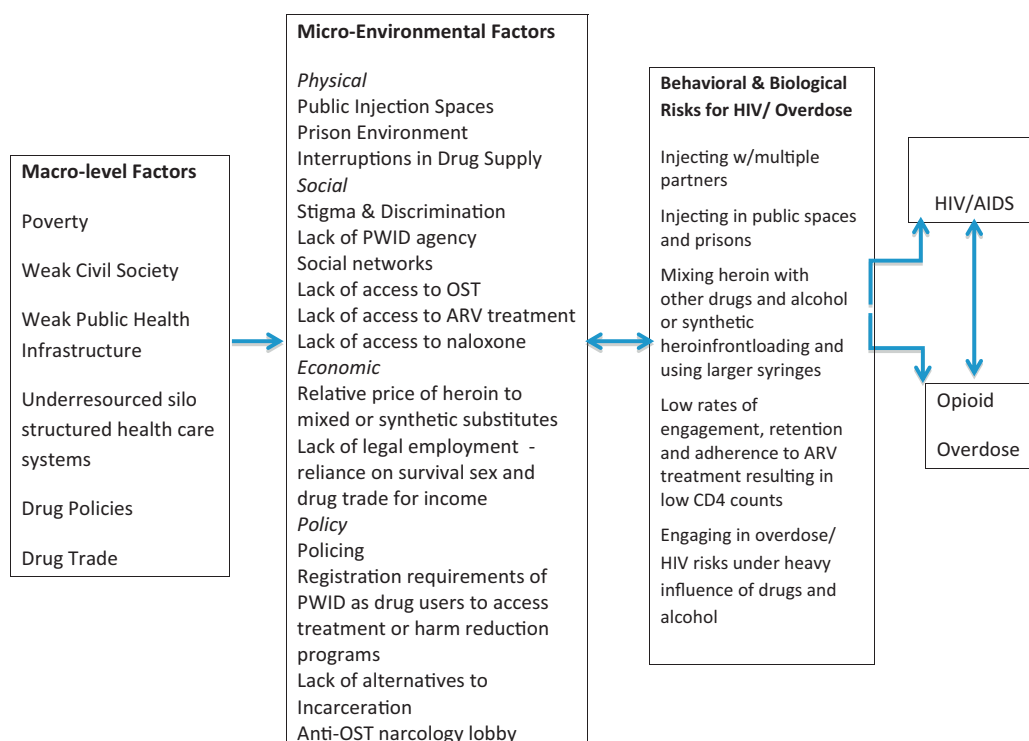 Macro-level Factors
Poverty
Weak Civil Society
Weak Public Health
Infrastructure
Underresourced silo
structured health care
systems
Drug Policies
Drug Trade
Micro-Environmental Factors
Physical
Public Injection Spaces
Prison Environment
Interruptions in Drug Supply
Social
Stigma & Discrimination
Lack of PWID agency
Social networks
Lack of access to OST
Lack of access to ARV treatment
Lack of access to naloxone
Economic
Relative price of heroin to
mixed or synthetic substitutes
Lack of legal employment -
reliance on survival sex and
drug trade for income
Policy
Policing
Registration requirements of
PWID as drug users to access
treatment or harm reduction
programs
Lack of alternatives to
Incarceration
Anti-OST narcology lobby
Behavioral & Biological
Risks for HIV/ Overdose
Injecting w/multiple
partners
Injecting in public spaces
and prisons
Mixing heroin with
other drugs and alcohol
or synthetic
heroinfrontloading and
using larger syringes
Low rates of
engagement, retention
and adherence to ARV
treatment resulting in
low CD4 counts
Engaging in overdose/
HIV risks under heavy
influence of drugs and
alcohol
HIV/AIDS
Opioid
Overdose